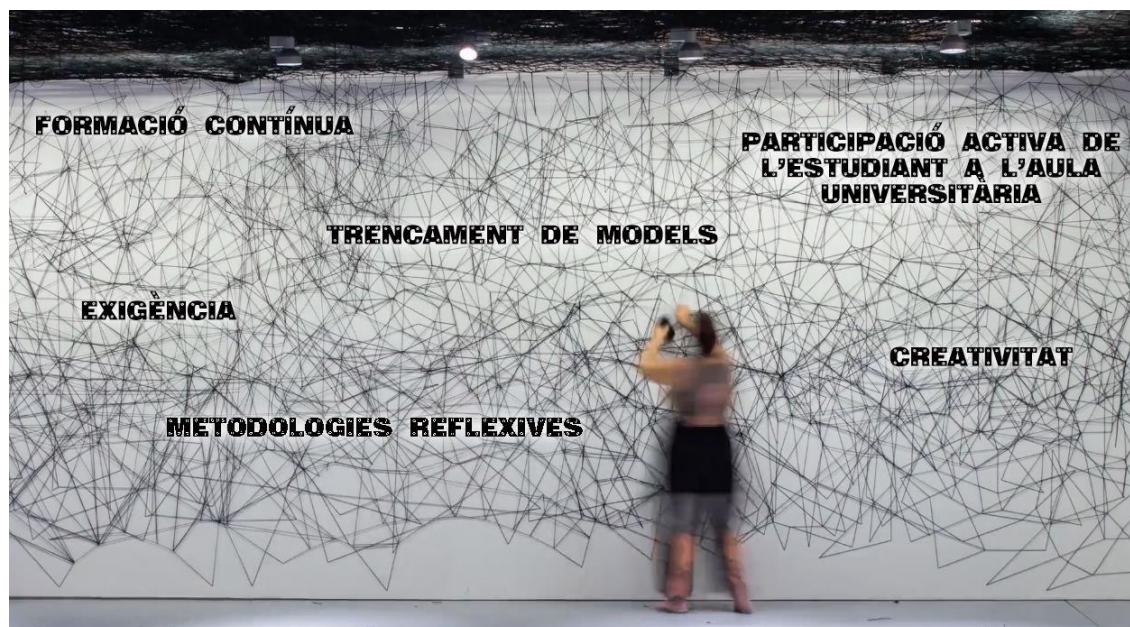 FORMACIÓ CONTÍNUA
PARTICIPACIÓ ACTIVA DE
L'ESTUDIANT A L'AULA
UNIVERSITÀRIA
TRENCAMENT DE MODELS
EXIGÈNCIA
CREATIVITAT
METODOLOGIES REFLEXIVES